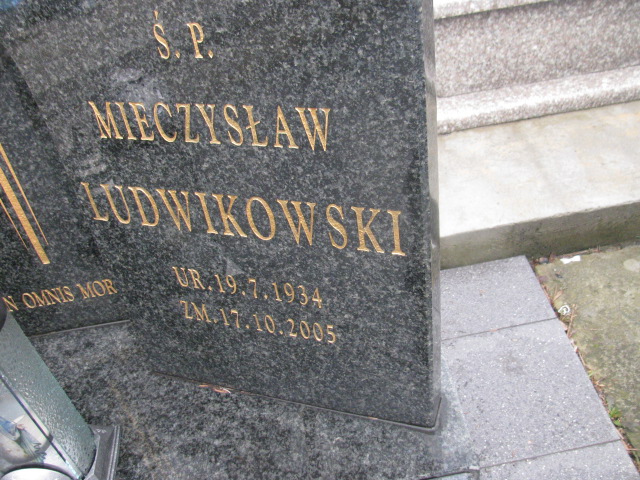 Ś. P.
MIECZYSŁAW
LUDWIKOWSKI
UR.19.7.1934
ZM.17.10.2005
N OMNIS MOR